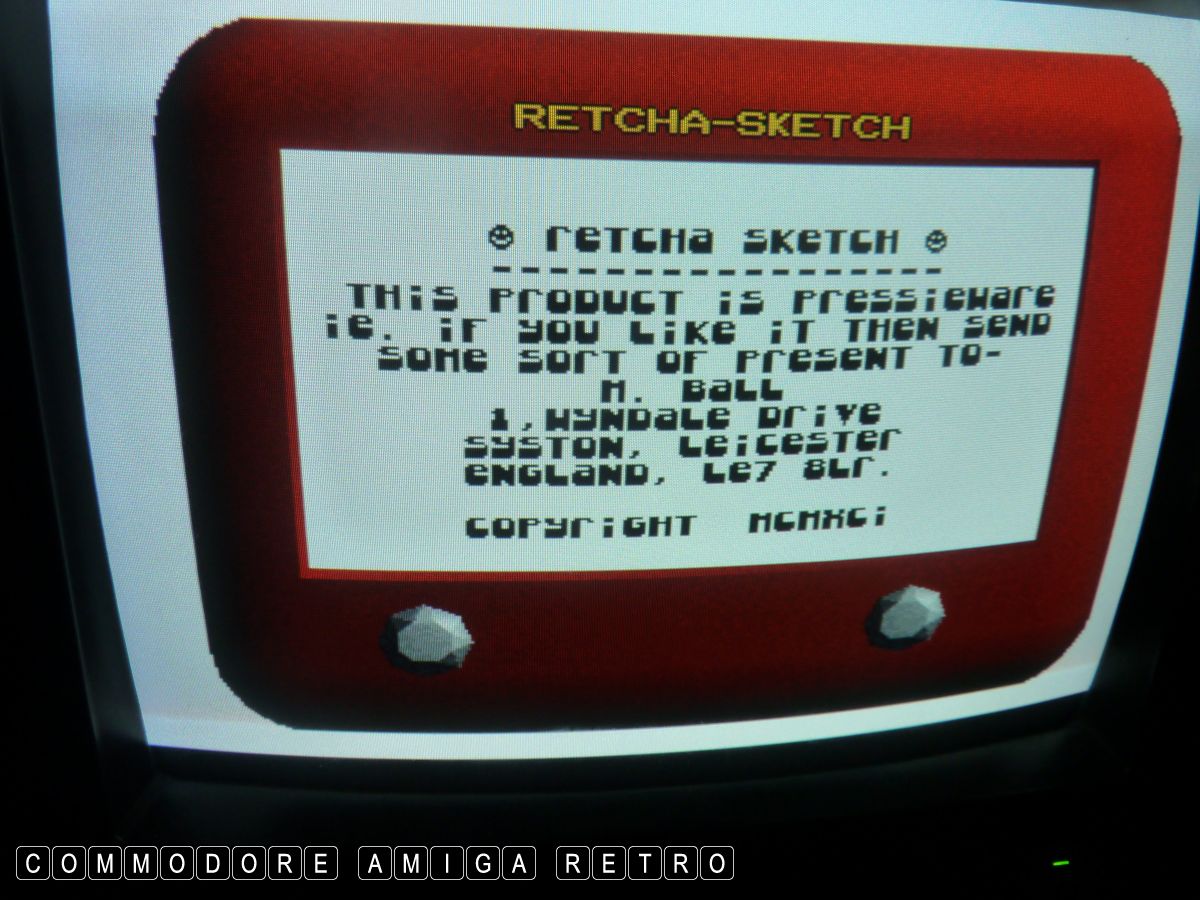 RETCHA-SKETCH
☺ reTCHa SKeTCH ☺
-----------------
THiS PrODUCT iS PreSSieWare
ie. iF yOU LiKe iT THeN SeND
SOMe SOrT OF PreSeNT TO-
M. BaLL
1,WyNDaLe DriVe
SySTON, LeiCeSTer
eNGLaND, Le7 8Lr.
COPyriGHT MCMXCi
COMMODORE AMIGA RETRO